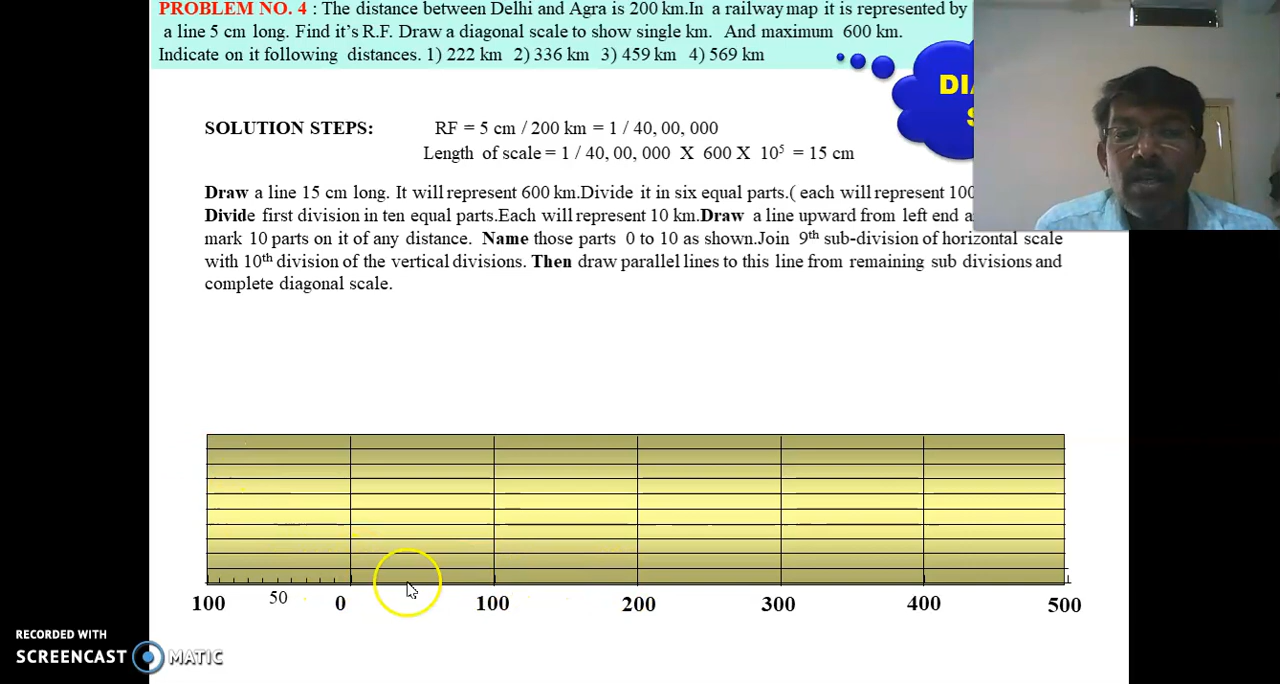 PROBLEM NO. 4 : The distance between Delhi and Agra is 200 km.In a railway map it is represented by
a line 5 cm long. Find it's R.F. Draw a diagonal scale to show single km. And maximum 600 km.
Indicate on it following distances. 1) 222 km 2) 336 km 3) 459 km 4) 569 km
SOLUTION STEPS: RF = 5 cm / 200 km = 1 / 40, 00, 000
Length of scale = 1 / 40, 00, 000 X 600 X 10⁵ = 15 cm
Draw a line 15 cm long. It will represent 600 km.Divide it in six equal parts.( each will represent 100
Divide first division in ten equal parts.Each will represent 10 km.Draw a line upward from left end
mark 10 parts on it of any distance. Name those parts 0 to 10 as shown.Join 9th sub-division of horizontal scale
with 10th division of the vertical divisions. Then draw parallel lines to this line from remaining sub divisions and
complete diagonal scale.
100 50 0 100 200 300 400 500
RECORDED WITH
SCREENCAST MATIC